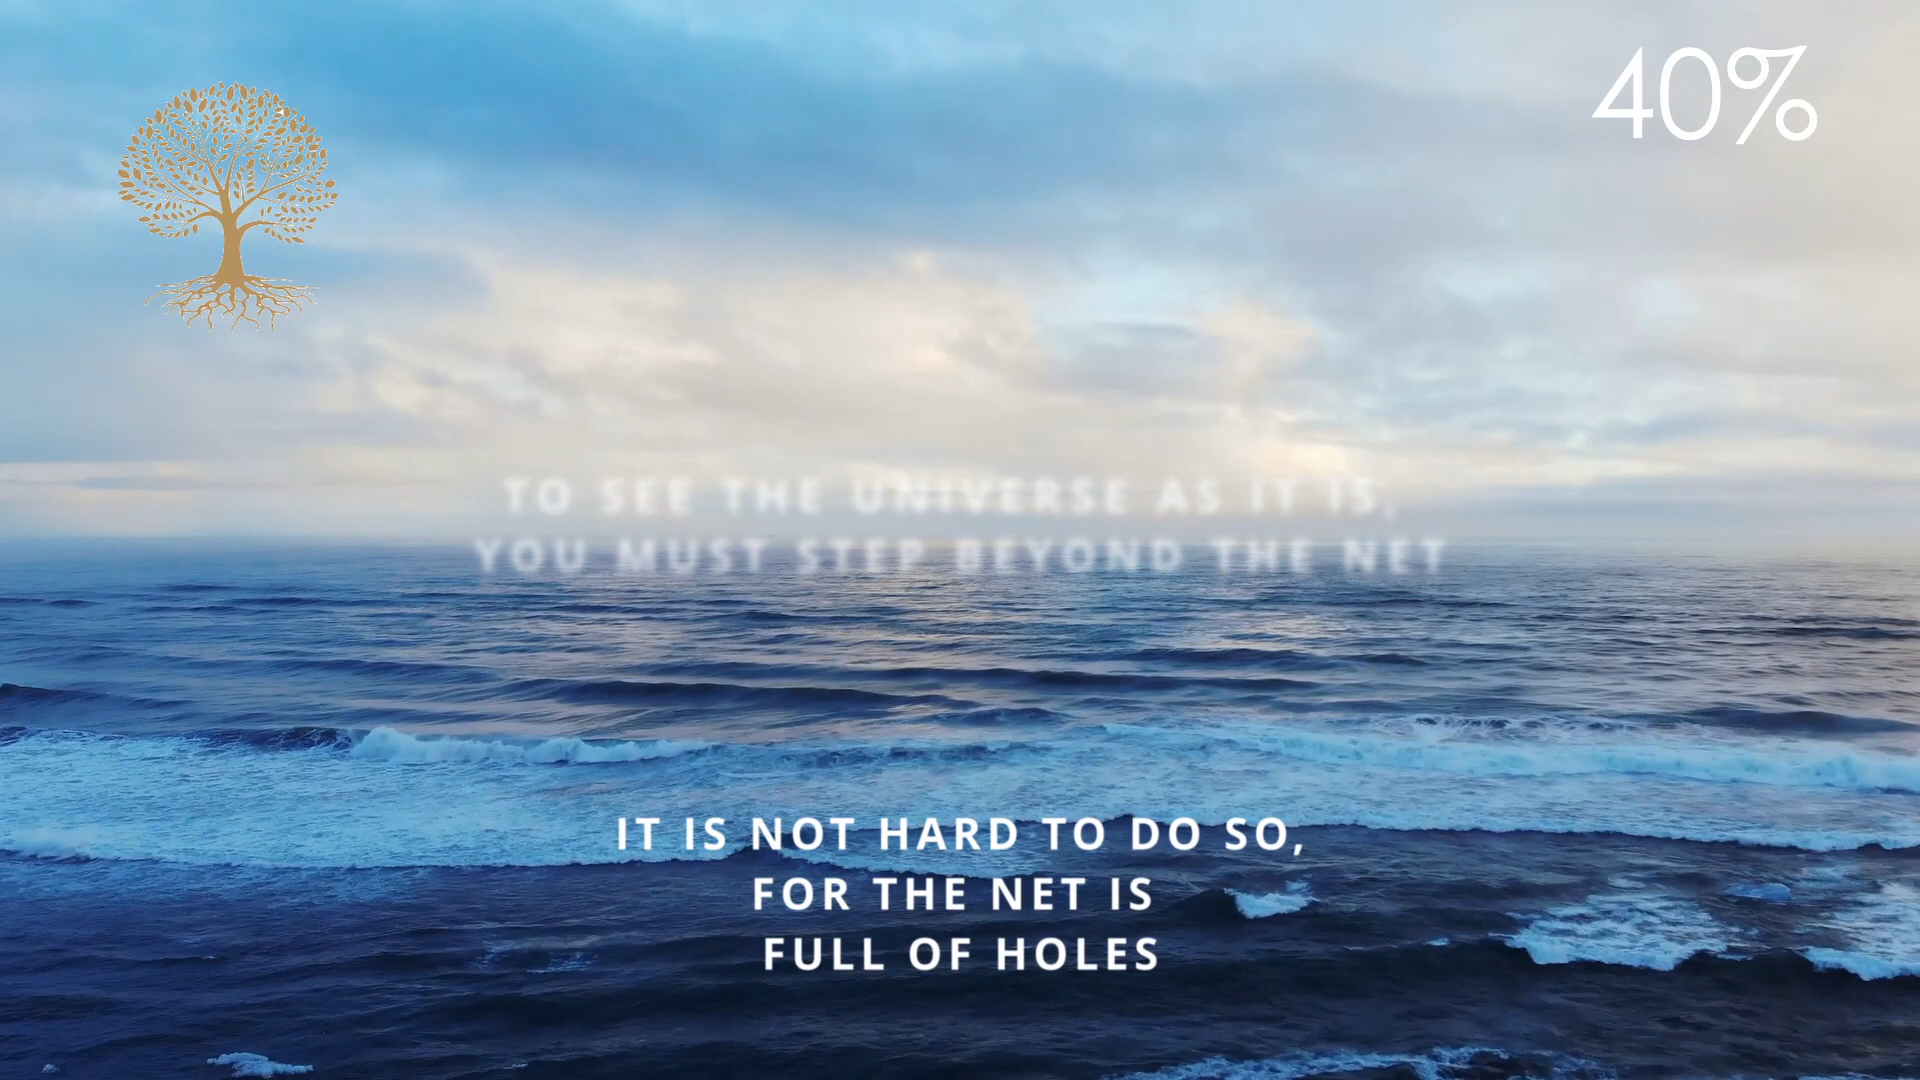 40%
TO SEE THE UNIVERSE AS IT IS,
YOU MUST STEP BEYOND THE NET
IT IS NOT HARD TO DO SO,
FOR THE NET IS
FULL OF HOLES